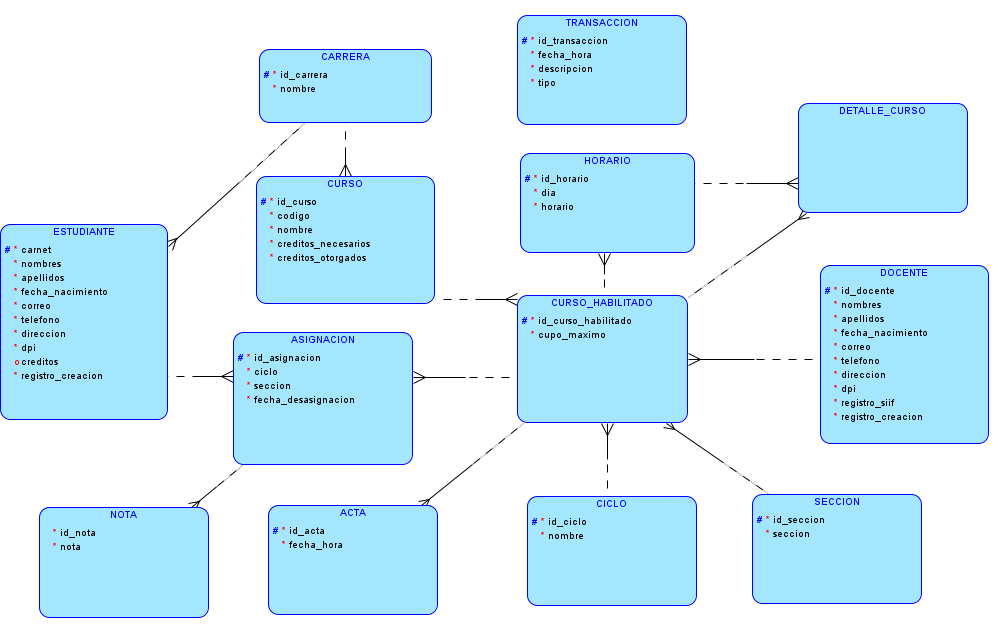 TRANSACCION
# * id_transaccion
* fecha_hora
* descripcion
* tipo
CARRERA
# * id_carrera
* nombre
DETALLE_CURSO
HORARIO
# * id_horario
* dia
* horario
CURSO
# * id_curso
* codigo
* nombre
* creditos_necesarios
* creditos_otorgados
ESTUDIANTE
# * carnet
* nombres
* apellidos
* fecha_nacimiento
* correo
* telefono
* direccion
* dpi
o creditos
* registro_creacion
DOCENTE
# * id_docente
* nombres
* apellidos
* fecha_nacimiento
* correo
* telefono
* direccion
* dpi
* registro_siif
* registro_creacion
CURSO_HABILITADO
# * id_curso_habilitado
* cupo_maximo
ASIGNACION
# * id_asignacion
* ciclo
* seccion
* fecha_desasignacion
NOTA
* id_nota
* nota
ACTA
# * id_acta
* fecha_hora
CICLO
# * id_ciclo
* nombre
SECCION
# * id_seccion
* seccion